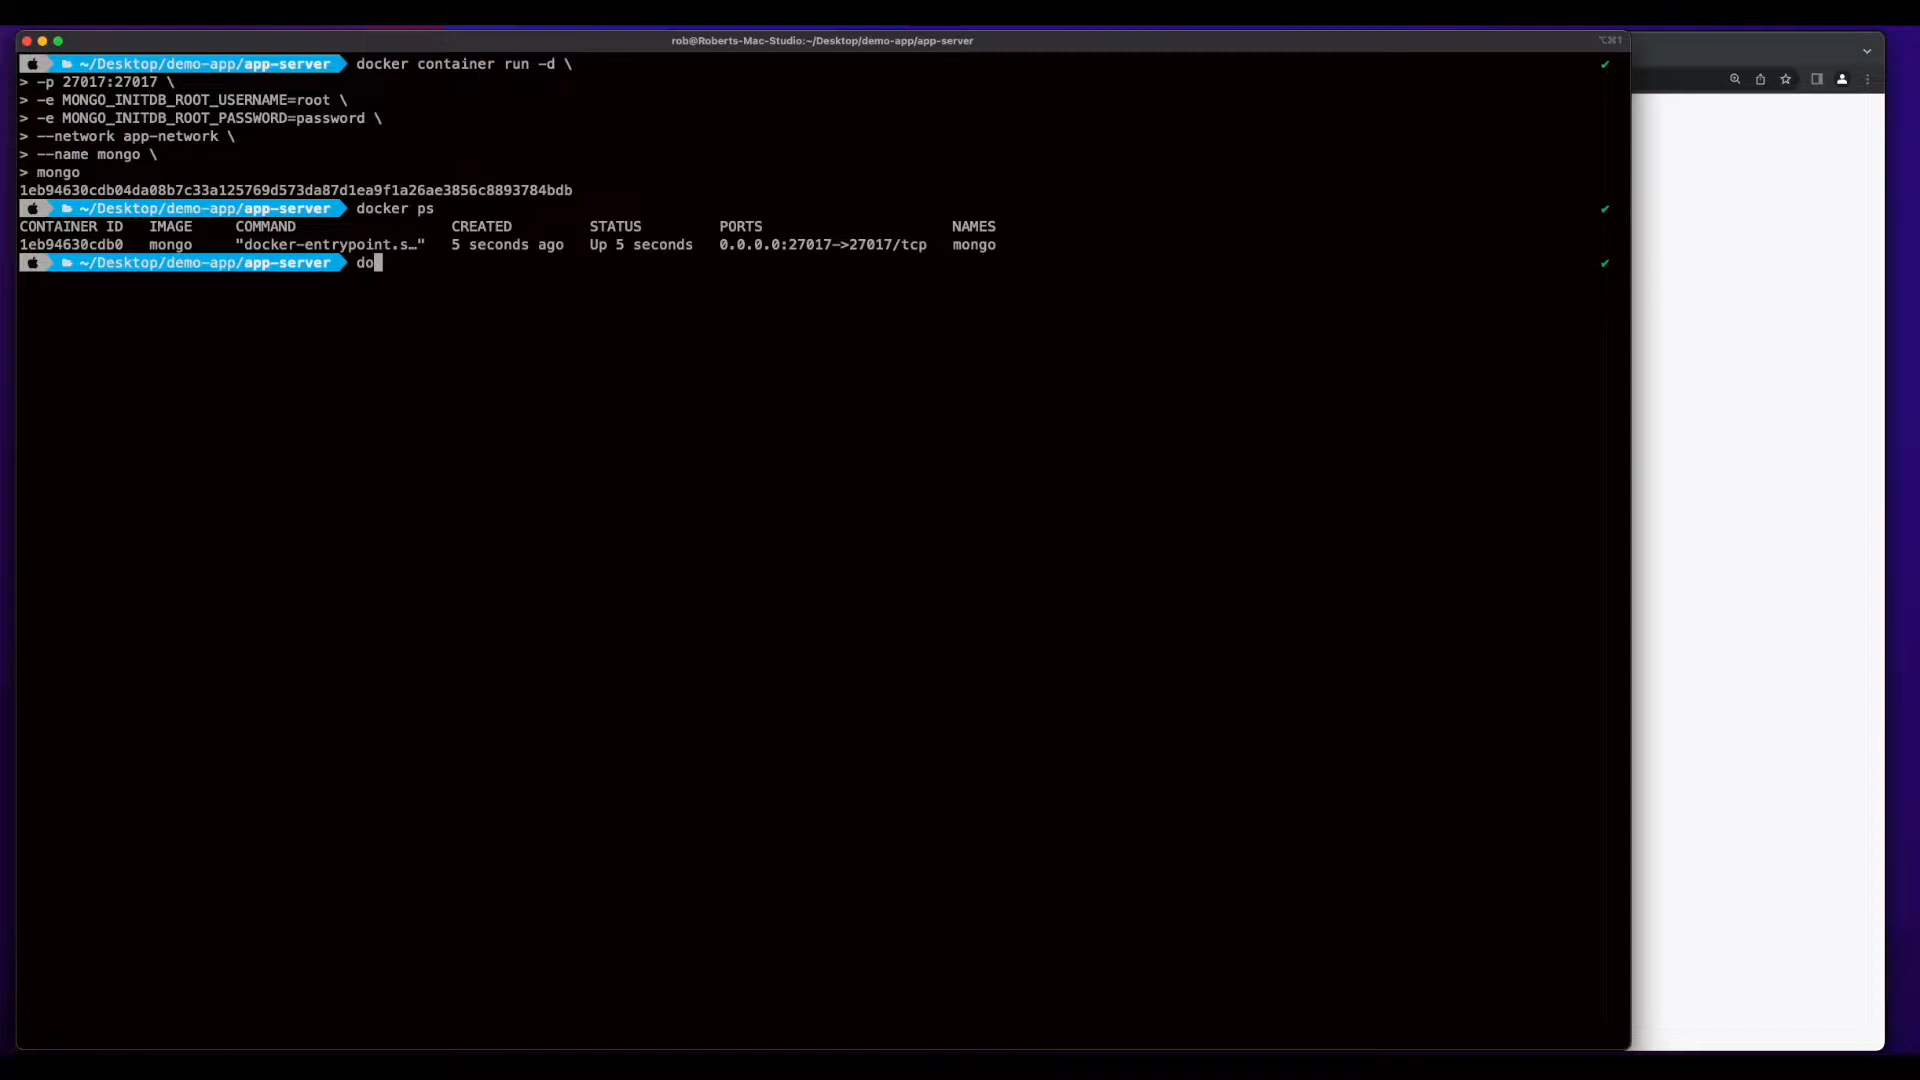 rob@Roberts-Mac-Studio:~/Desktop/demo-app/app-server
⌥⌘1
~/Desktop/demo-app/app-server docker container run -d \
> -p 27017:27017 \
> -e MONGO_INITDB_ROOT_USERNAME=root \
> -e MONGO_INITDB_ROOT_PASSWORD=password \
> --network app-network \
> --name mongo \
> mongo
1eb94630cdb04da08b7c33a125769d573da87d1ea9f1a26ae3856c8893784bdb
~/Desktop/demo-app/app-server docker ps
CONTAINER ID IMAGE COMMAND CREATED STATUS PORTS NAMES
1eb94630cdb0 mongo "docker-entrypoint.s…" 5 seconds ago Up 5 seconds 0.0.0.0:27017->27017/tcp mongo
~/Desktop/demo-app/app-server do